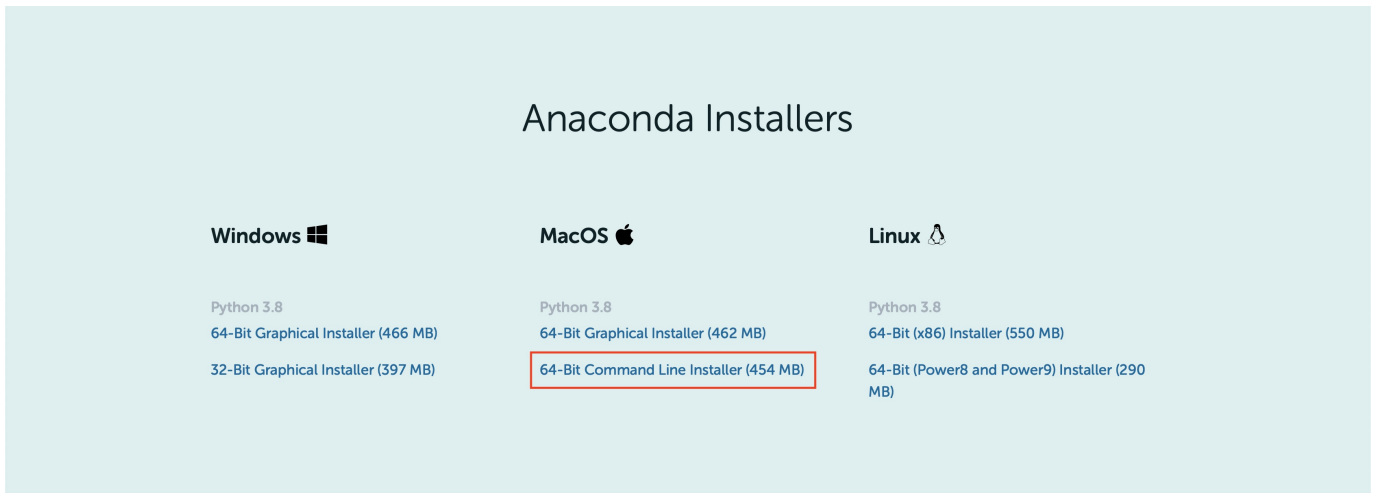 Anaconda Installers
Windows
MacOS
Linux
Python 3.8
64-Bit Graphical Installer (466 MB)
32-Bit Graphical Installer (397 MB)
Python 3.8
64-Bit Graphical Installer (462 MB)
64-Bit Command Line Installer (454 MB)
Python 3.8
64-Bit (x86) Installer (550 MB)
64-Bit (Power8 and Power9) Installer (290
MB)